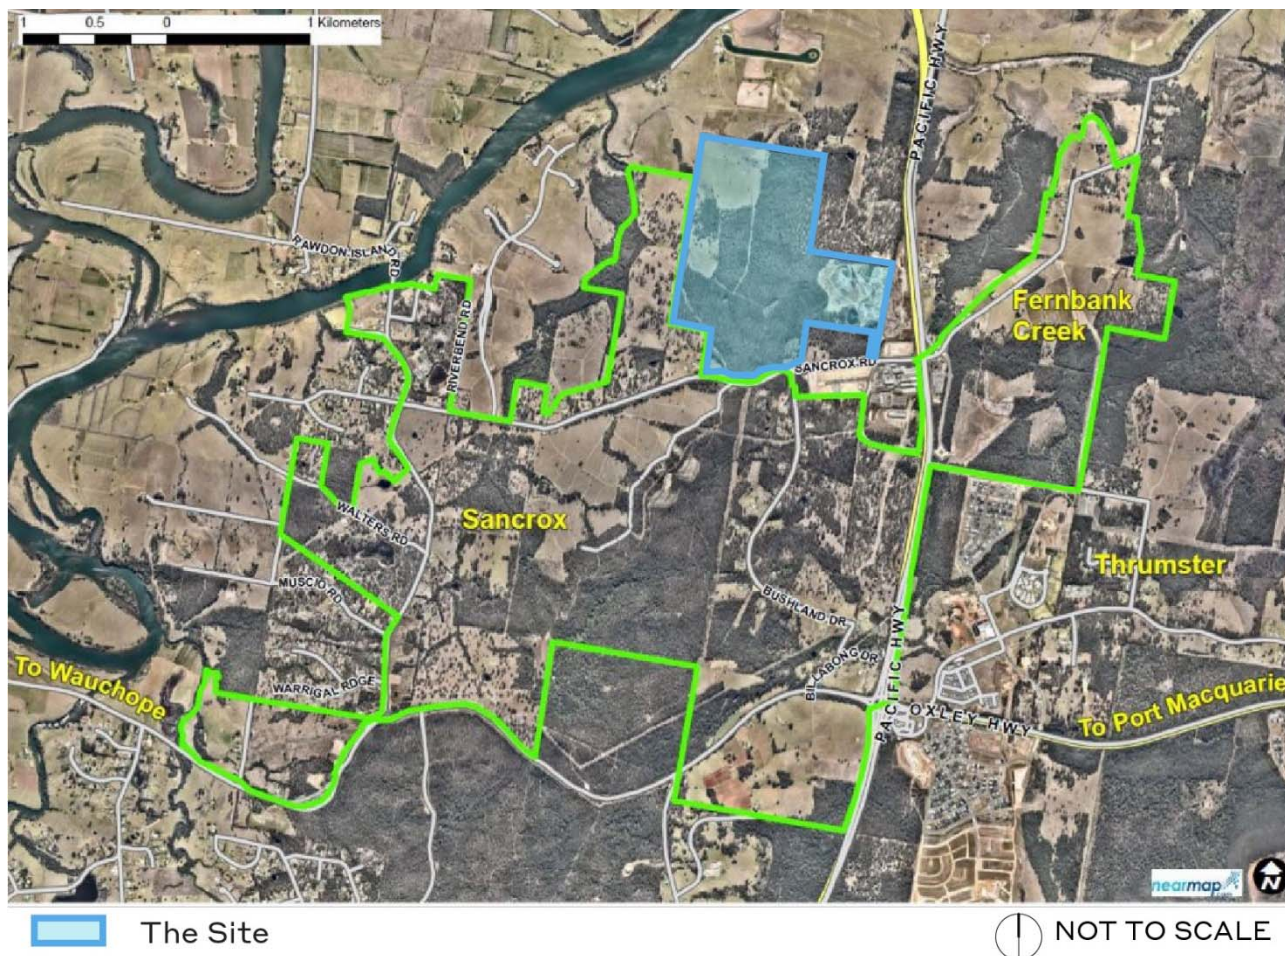 1 0.5 0 1 Kilometers
PACIFIC HWY
RAWDON ISLAND RD
RIVERBEND RD
Fernbank
Creek
SANCROX RD
Sancrox
WALTERS RD
Thrumster
MUSCIO RD
BUSHLAND DR
BILLABONG DR
PACIFIC HWY
To Wauchope
WARRIGAL RDGE
OXLEY HWY
To Port Macquarie
nearmap
.com
N
The Site
NOT TO SCALE